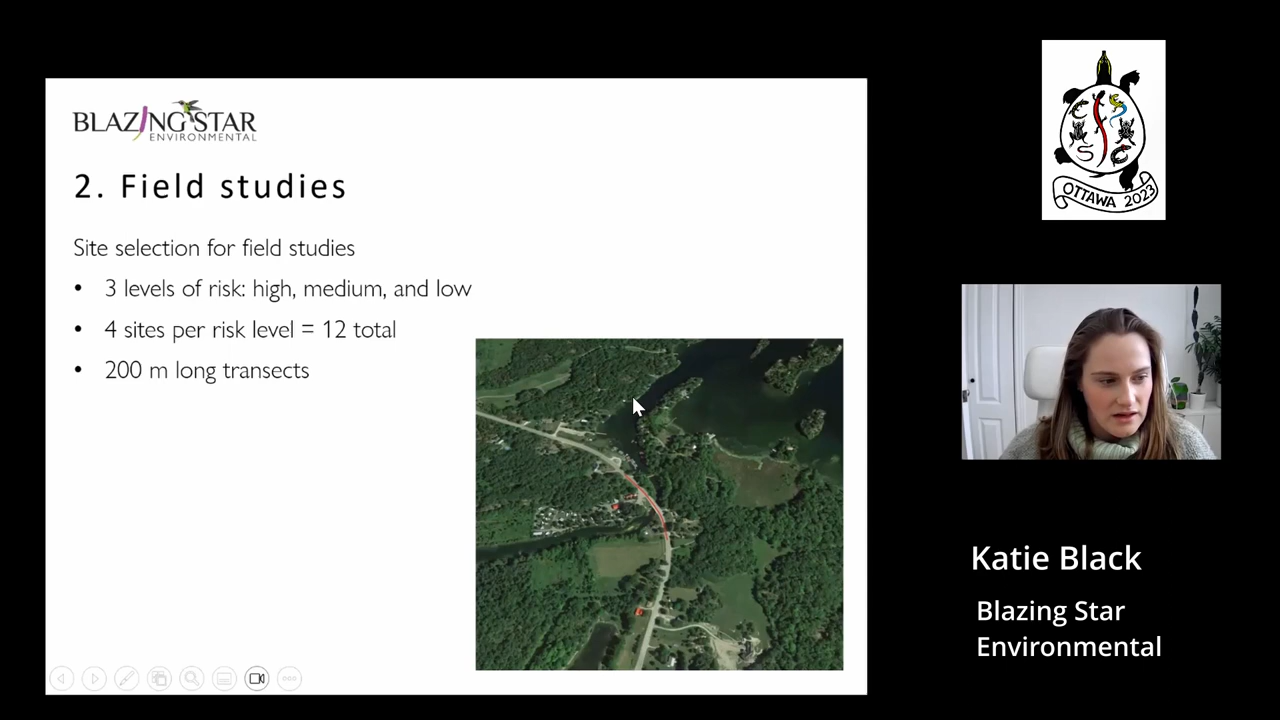 BLAZING STAR
ENVIRONMENTAL
2. Field studies
Site selection for field studies
• 3 levels of risk: high, medium, and low
• 4 sites per risk level = 12 total
• 200 m long transects
CSASC
OTTAWA 2023
Katie Black
Blazing Star
Environmental